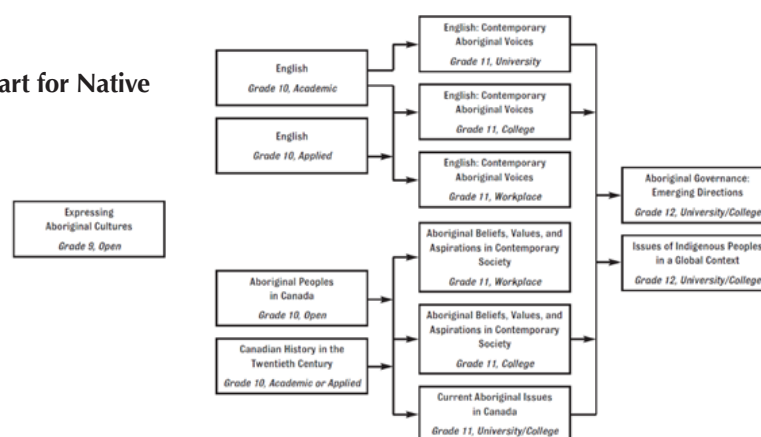 art for Native
Expressing
Aboriginal Cultures
Grade 9, Open
English
Grade 10, Academic
English
Grade 10, Applied
Aboriginal Peoples
in Canada
Grade 10, Open
Canadian History in the
Twentieth Century
Grade 10, Academic or Applied
English: Contemporary
Aboriginal Voices
Grade 11, University
English: Contemporary
Aboriginal Voices
Grade 11, College
English: Contemporary
Aboriginal Voices
Grade 11, Workplace
Aboriginal Beliefs, Values, and
Aspirations in Contemporary
Society
Grade 11, Workplace
Aboriginal Beliefs, Values, and
Aspirations in Contemporary
Society
Grade 11, College
Current Aboriginal Issues
in Canada
Grade 11, University/College
Aboriginal Governance:
Emerging Directions
Grade 12, University/College
Issues of Indigenous Peoples
in a Global Context
Grade 12, University/College